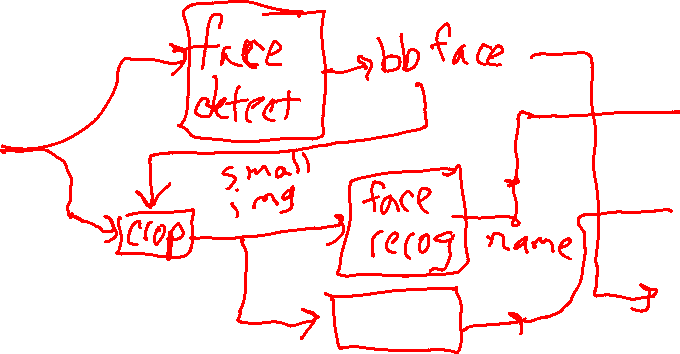 face
detect
bb face
small
img
crop
face
recog
name